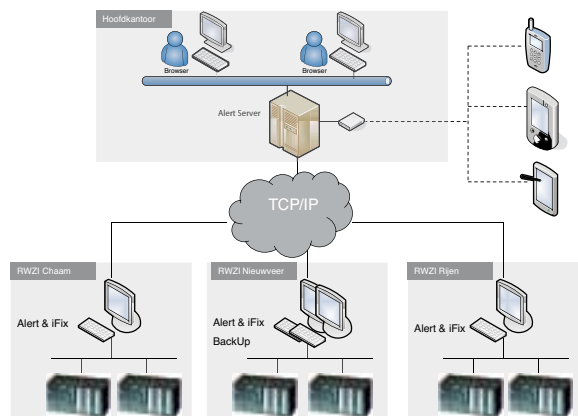 Hoofdkantoor
Browser
Browser
Alert Server
TCP/IP
RWZI Chaam
RWZI Nieuwveer
RWZI Rijen
Alert & iFix
Alert & iFix
BackUp
Alert & iFix